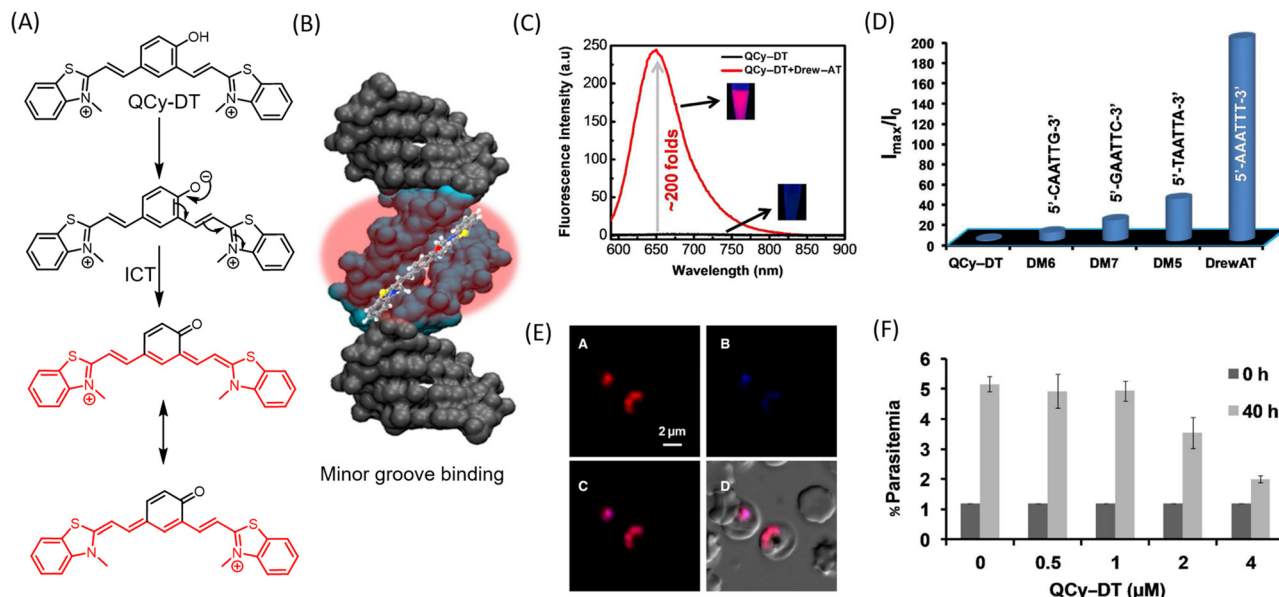 (A)
OH
S
S
N
N
⊕
⊕
QCy-DT
O ⊖
S
S
N
N
⊕
⊕
ICT
O
S
S
N
N
⊕
O
S
S
N
N
⊕
(B)
Minor groove binding
(C)
250
200
150
100
50
0
Fluorescence Intensity (a.u)
QCy–DT
QCy–DT+Drew–AT
~200 folds
600 650 700 750 800 850 900
Wavelength (nm)
(D)
200
180
160
140
120
100
80
60
40
20
0
Imax/I0
5'-CAATTG-3'
5'-GAATTC-3'
5'-TAATTA-3'
5'-AAATTT-3'
QCy–DT DM6 DM7 DM5 DrewAT
(E)
A
B
2 µm
C
D
(F)
6
5
4
3
2
1
0
% Parasitemia
0 h
40 h
0 0.5 1 2 4
QCy–DT (µM)